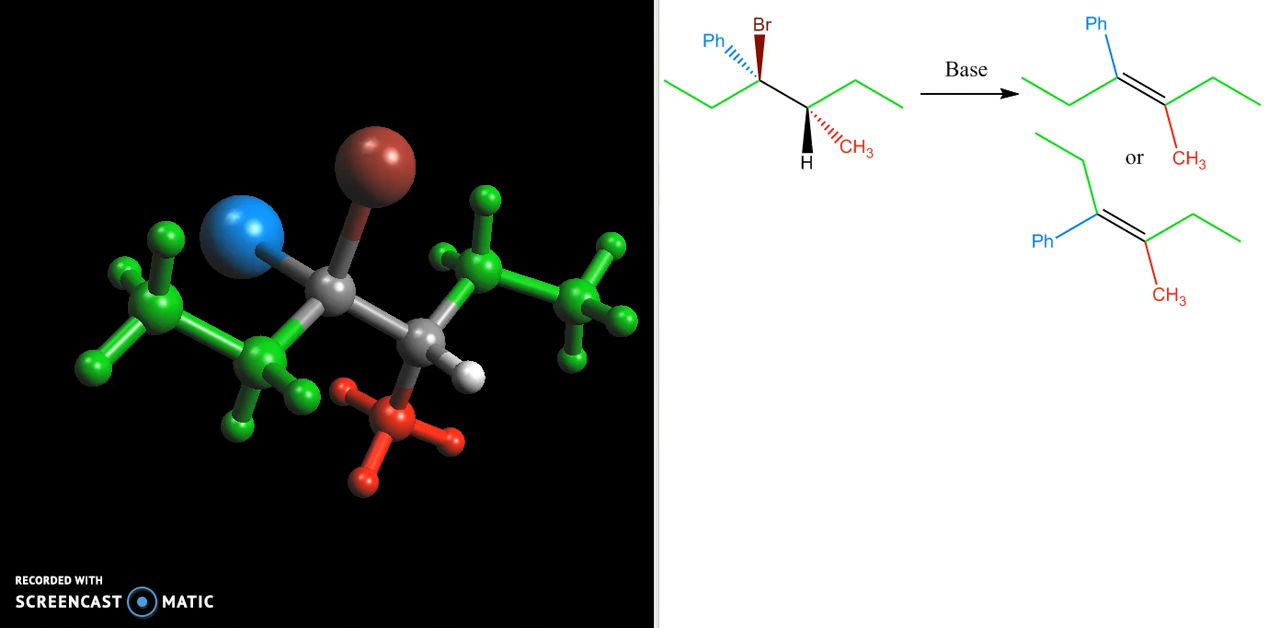 RECORDED WITH
SCREENCAST MATIC
Br
Ph
CH3
H
Base
Ph
or
CH3
Ph
CH3